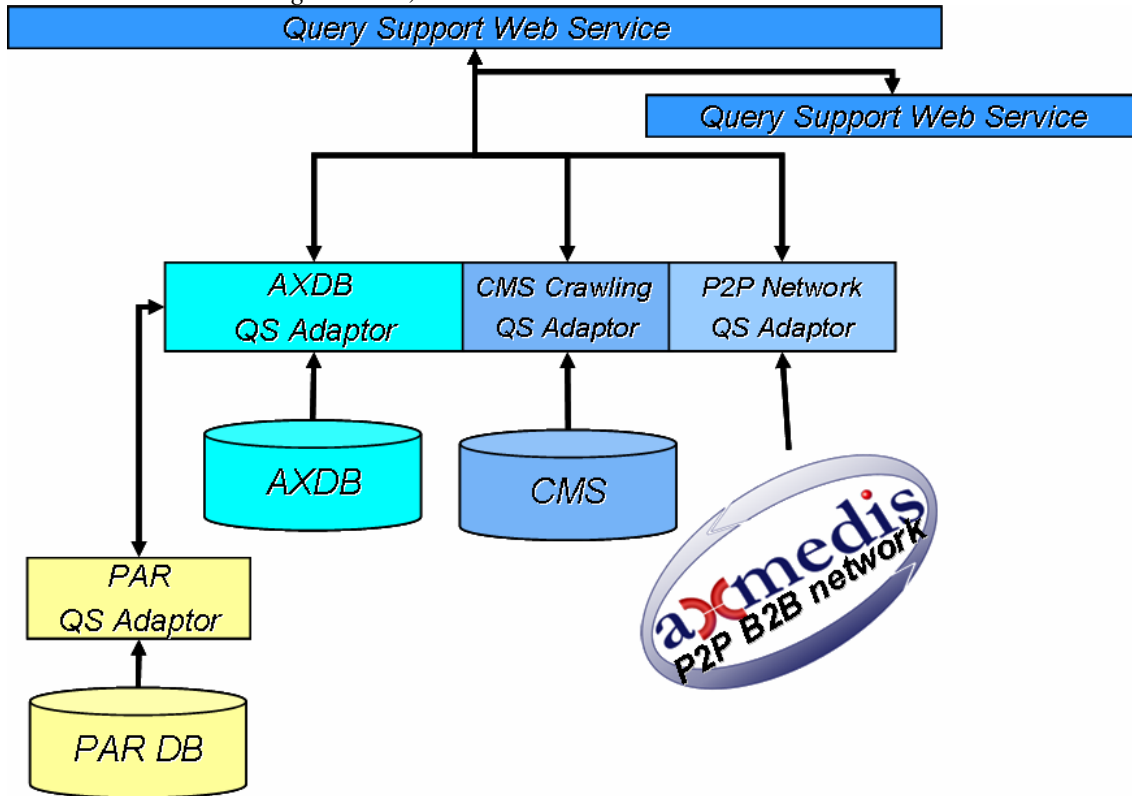 Query Support Web Service
Query Support Web Service
AXDB
QS Adaptor
CMS Crawling
QS Adaptor
P2P Network
QS Adaptor
AXDB
CMS
axmedis
P2P B2B network
PAR
QS Adaptor
PAR DB